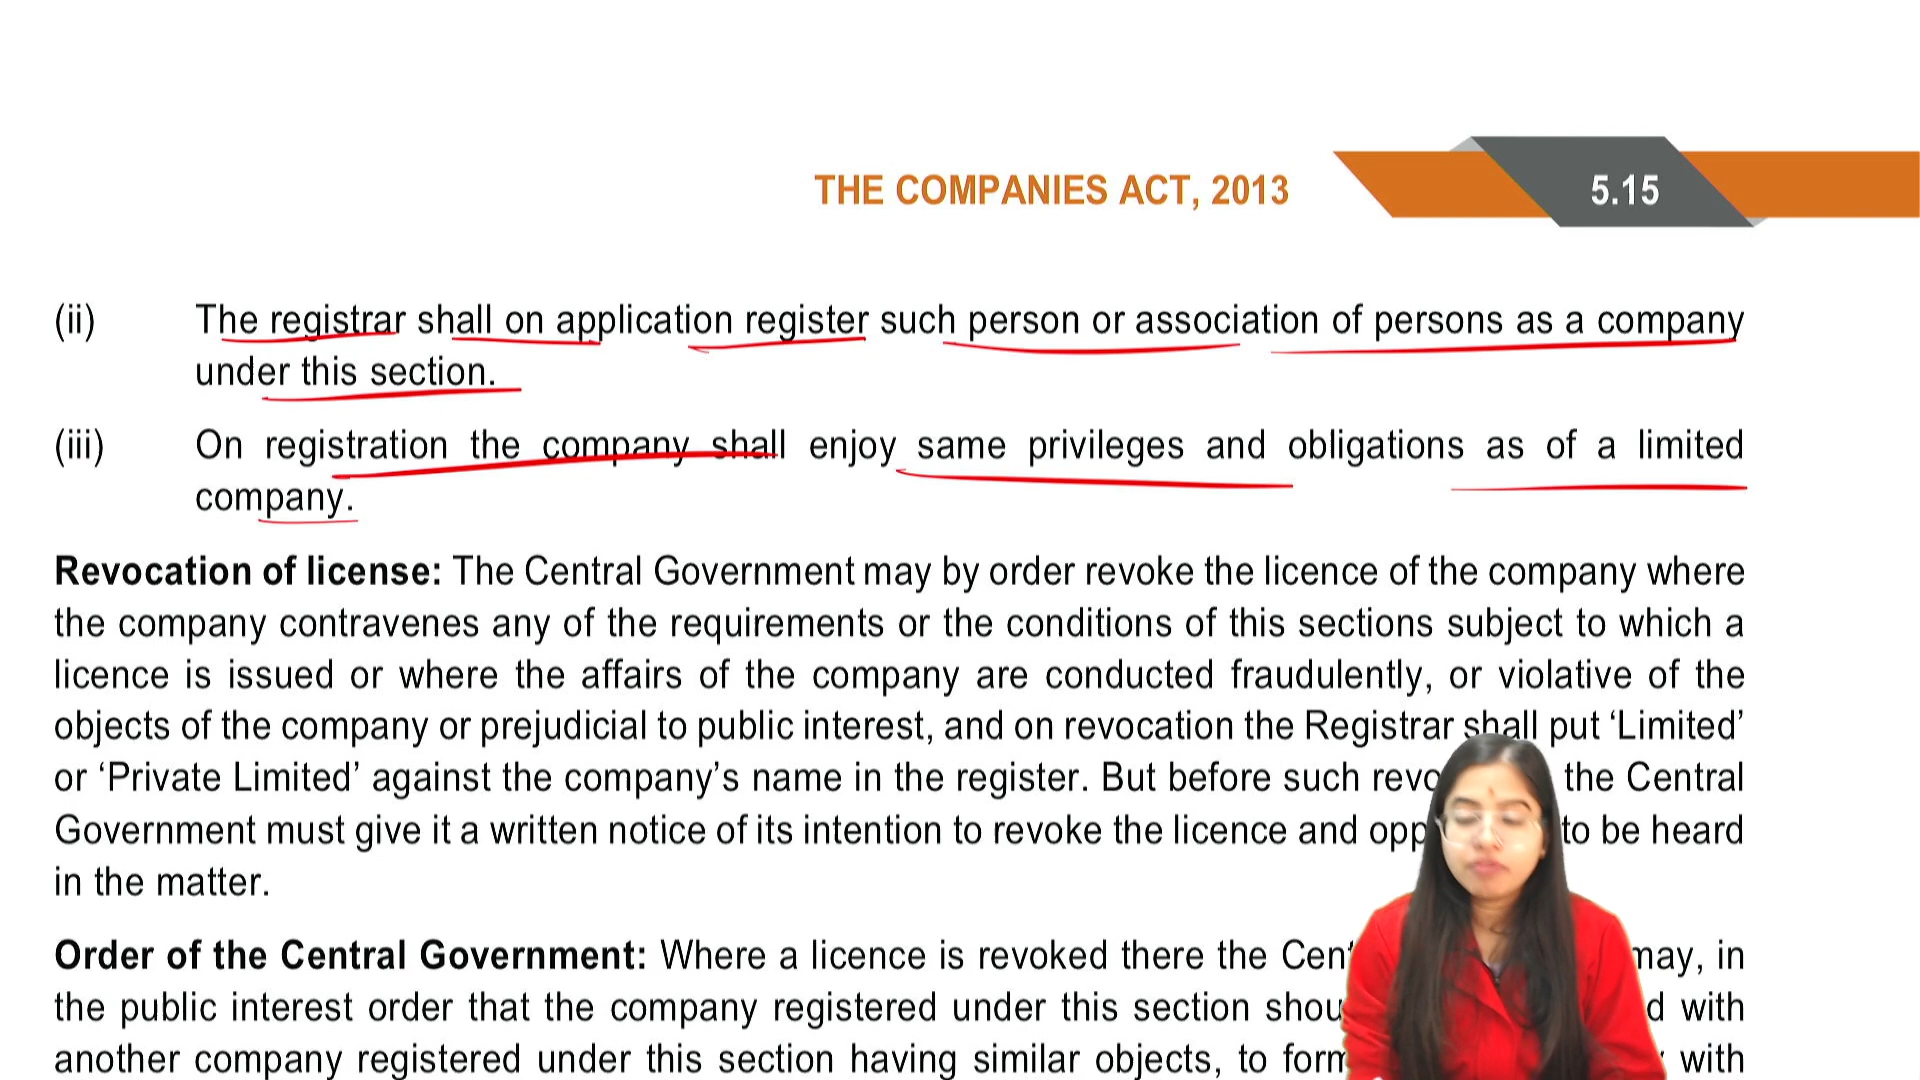 THE COMPANIES ACT, 2013
5.15
(ii) The registrar shall on application register such person or association of persons as a company
under this section.
(iii) On registration the company shall enjoy same privileges and obligations as of a limited
company.
Revocation of license: The Central Government may by order revoke the licence of the company where
the company contravenes any of the requirements or the conditions of this sections subject to which a
licence is issued or where the affairs of the company are conducted fraudulently, or violative of the
objects of the company or prejudicial to public interest, and on revocation the Registrar shall put ‘Limited’
or ‘Private Limited’ against the company’s name in the register. But before such the Central
Government must give it a written notice of its intention to revoke the licence and to be heard
in the matter.
Order of the Central Government: Where a licence is revoked there the may, in
the public interest order that the company registered under this section with
another company registered under this section having similar objects, to with